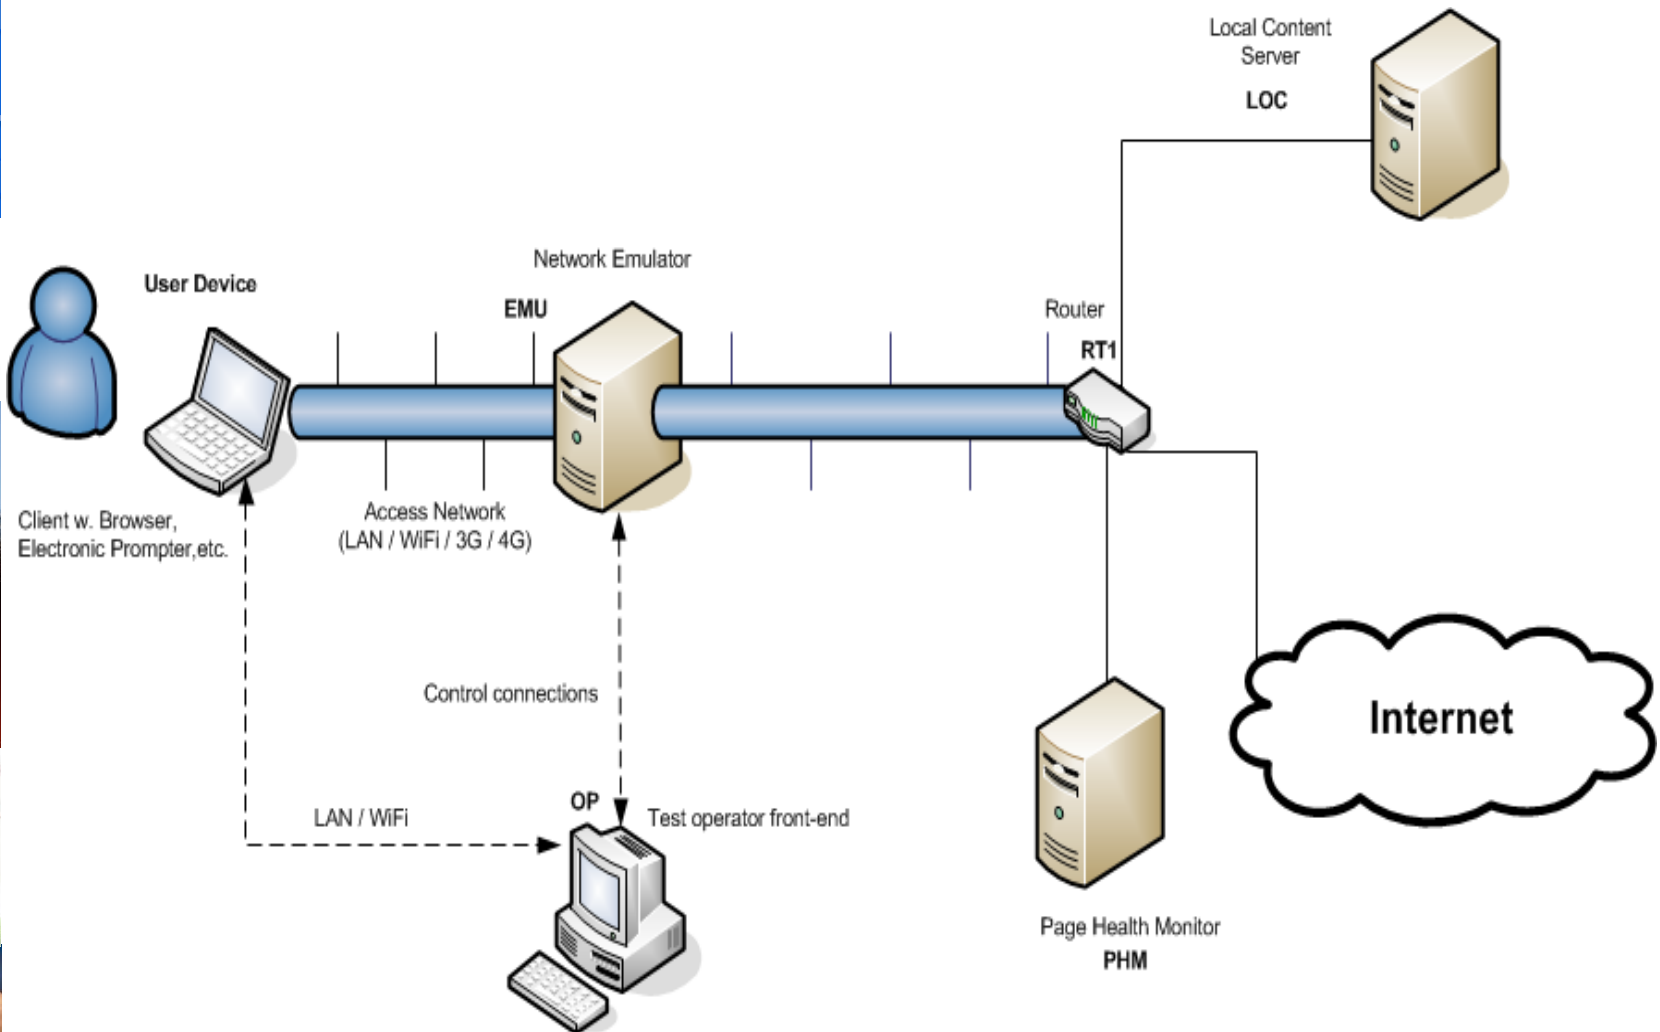 Local Content
Server
LOC
Network Emulator
User Device
EMU
Router
RT1
Client w. Browser,
Electronic Prompter,etc.
Access Network
(LAN / WiFi / 3G / 4G)
Control connections
Internet
OP
LAN / WiFi
Test operator front-end
Page Health Monitor
PHM